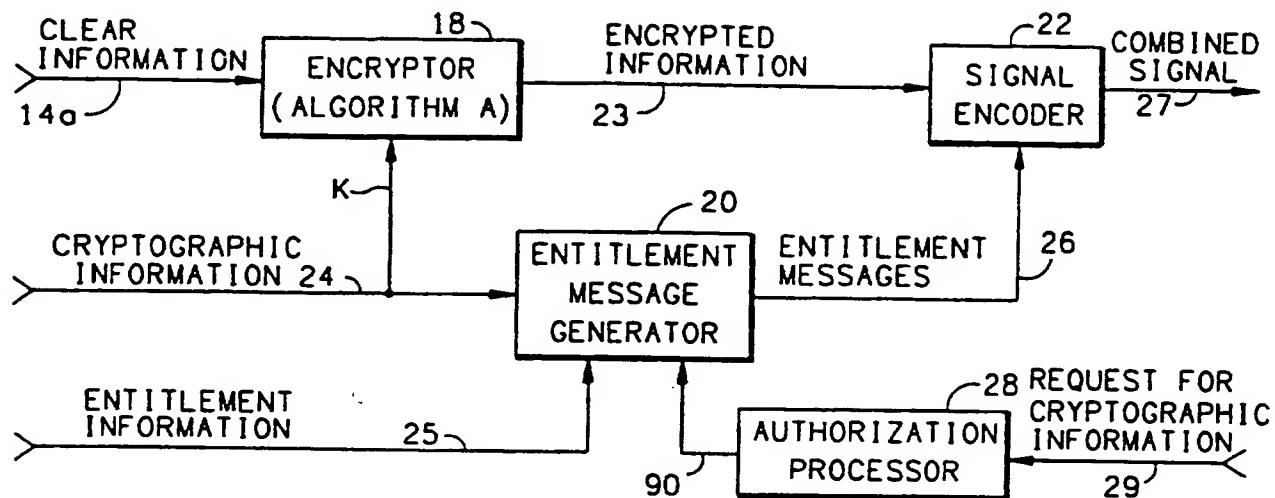 CLEAR
INFORMATION
14a
18
ENCRYPTOR
(ALGORITHM A)
ENCRYPTED
INFORMATION
23
22
SIGNAL
ENCODER
COMBINED
SIGNAL
27
K
CRYPTOGRAPHIC
INFORMATION 24
20
ENTITLEMENT
MESSAGE
GENERATOR
ENTITLEMENT
MESSAGES
26
ENTITLEMENT
INFORMATION
25
90
28
AUTHORIZATION
PROCESSOR
REQUEST FOR
CRYPTOGRAPHIC
INFORMATION
29